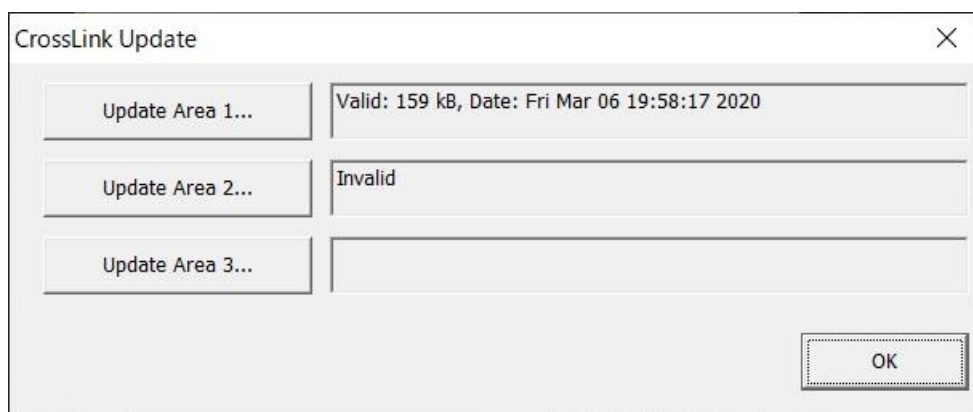 CrossLink Update
Update Area 1...
Valid: 159 kB, Date: Fri Mar 06 19:58:17 2020
Update Area 2...
Invalid
Update Area 3...
OK